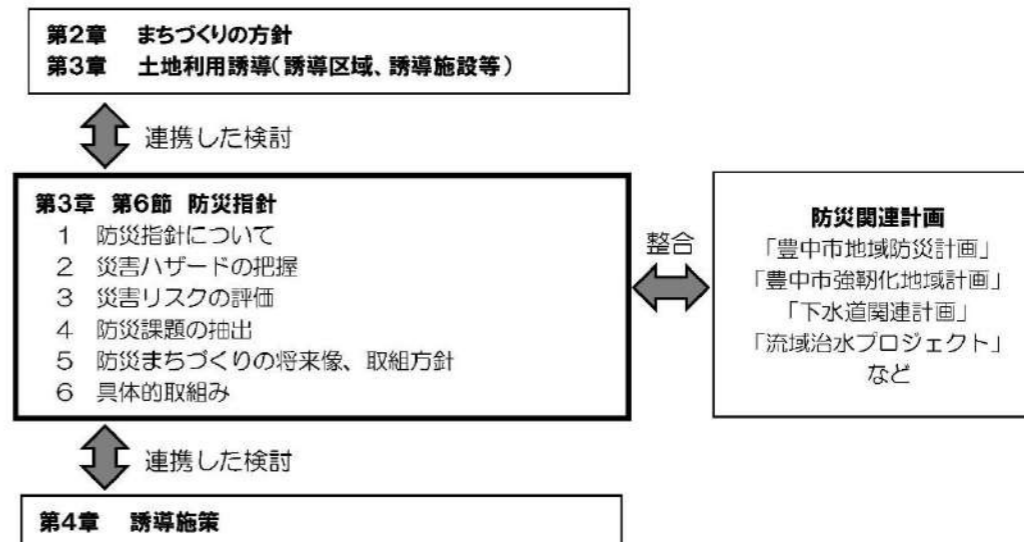 第2章 まちづくりの方針
第3章 土地利用誘導(誘導区域、誘導施設等)
連携した検討
第3章 第6節 防災指針
1 防災指針について
2 災害ハザードの把握
3 災害リスクの評価
4 防災課題の抽出
5 防災まちづくりの将来像、取組方針
6 具体的取組み
整合
防災関連計画
「豊中市地域防災計画」
「豊中市強靭化地域計画」
「下水道関連計画」
「流域治水プロジェクト」
など
連携した検討
第4章 誘導施策